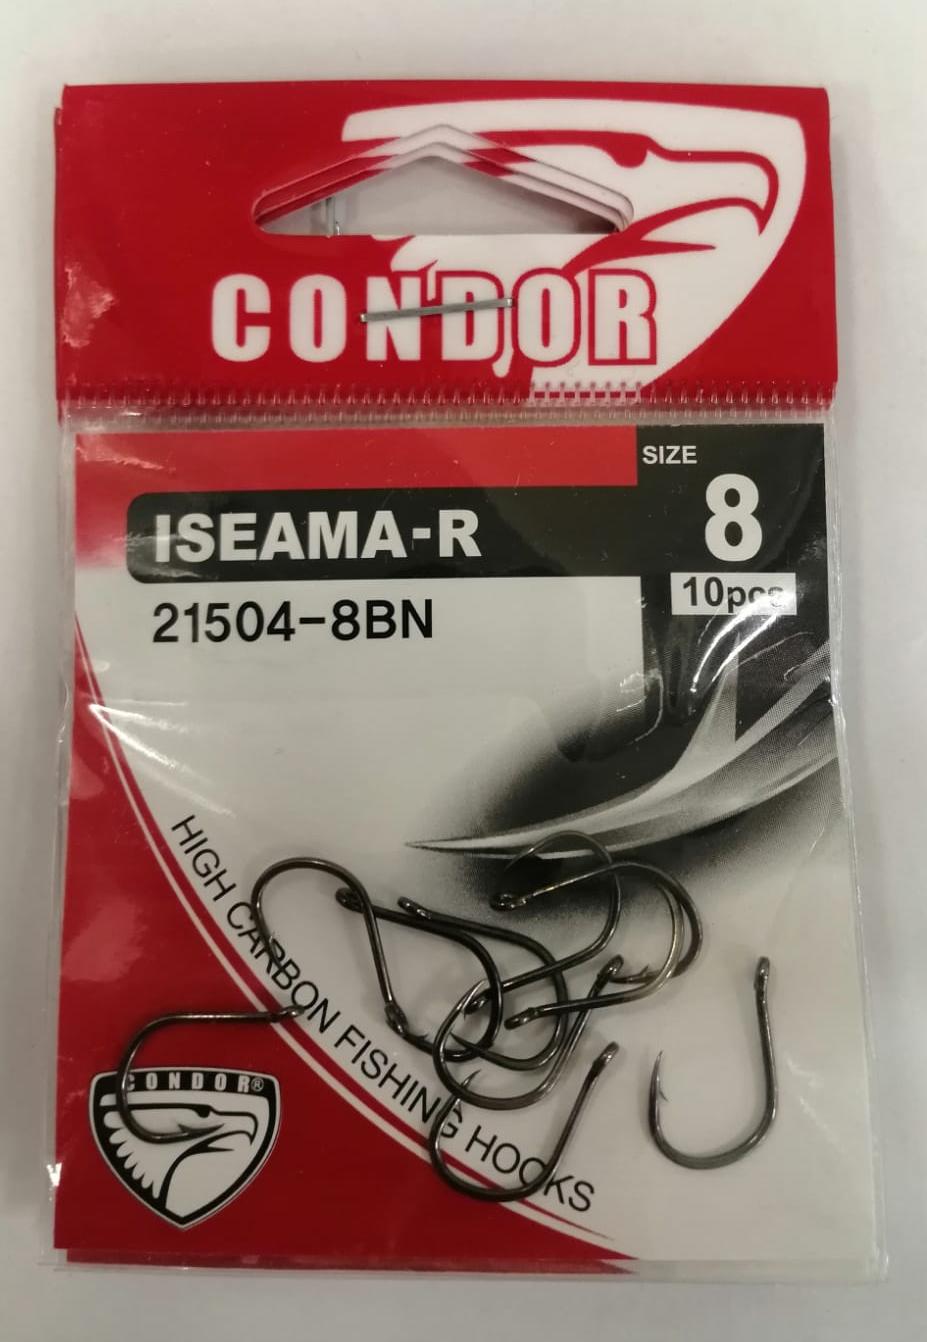 CONDOR
SIZE
8
10pcs
ISEAMA-R
21504-8BN
HIGH CARBON FISHING HOOKS
CONDOR®